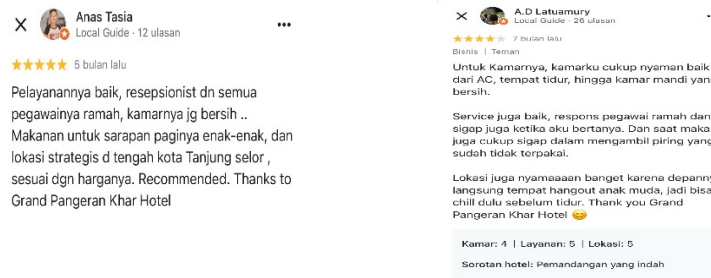 Anas Tasia
Local Guide · 12 ulasan
5 bulan lalu
Pelayanannya baik, resepsionist dn semua
pegawainya ramah, kamarnya jg bersih ..
Makanan untuk sarapan paginya enak-enak, dan
lokasi strategis d tengah kota Tanjung selor ,
sesuai dgn harganya. Recommended. Thanks to
Grand Pangeran Khar Hotel
A.D Latuamury
Local Guide · 26 ulasan
7 bulan lalu
Bisnis | Teman
Untuk Kamarnya, kamarku cukup nyaman baik
dari AC, tempat tidur, hingga kamar mandi yan
bersih.
Service juga baik, respons pegawai ramah dan
sigap juga ketika aku bertanya. Dan saat maka
juga cukup sigap dalam mengambil piring yang
sudah tidak terpakai.
Lokasi juga nyamaaaan banget karena depanny
langsung tempat hangout anak muda, jadi bisa
chill dulu sebelum tidur. Thank you Grand
Pangeran Khar Hotel 😊
Kamar: 4 | Layanan: 5 | Lokasi: 5
Sorotan hotel: Pemandangan yang indah